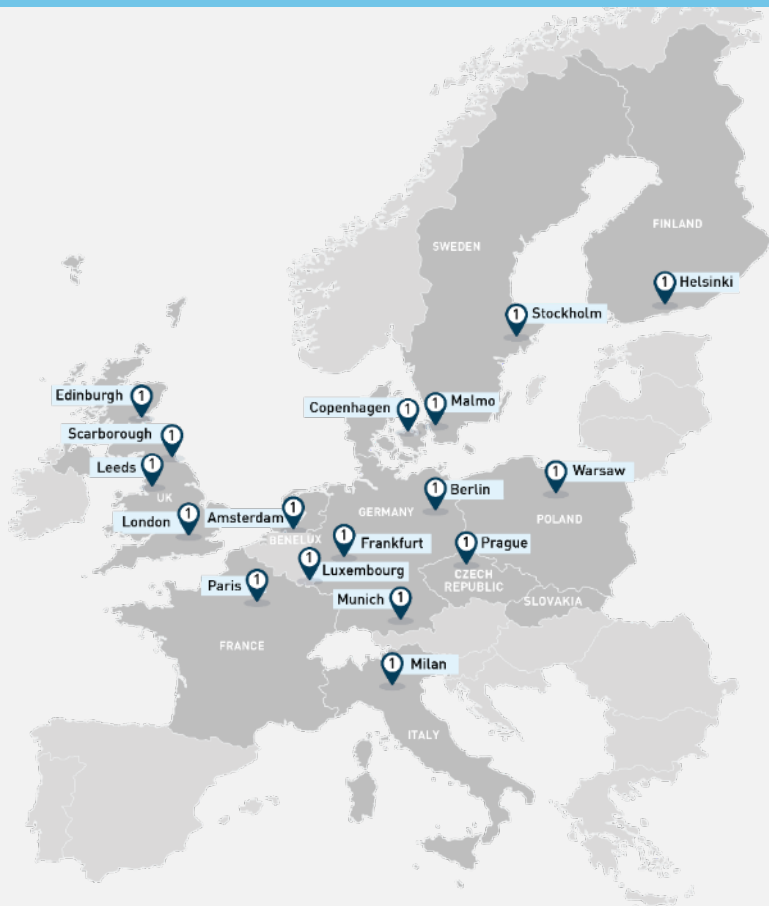 FINLAND
SWEDEN
1 Helsinki
1 Stockholm
Edinburgh 1
Copenhagen 1
1 Malmo
Scarborough 1
Leeds 1
1 Warsaw
UK
1 Berlin
London 1
Amsterdam 1
GERMANY
POLAND
BENELUX
1 Frankfurt
1 Prague
1 Luxembourg
CZECH
REPUBLIC
Paris 1
Munich 1
SLOVAKIA
FRANCE
1 Milan
ITALY